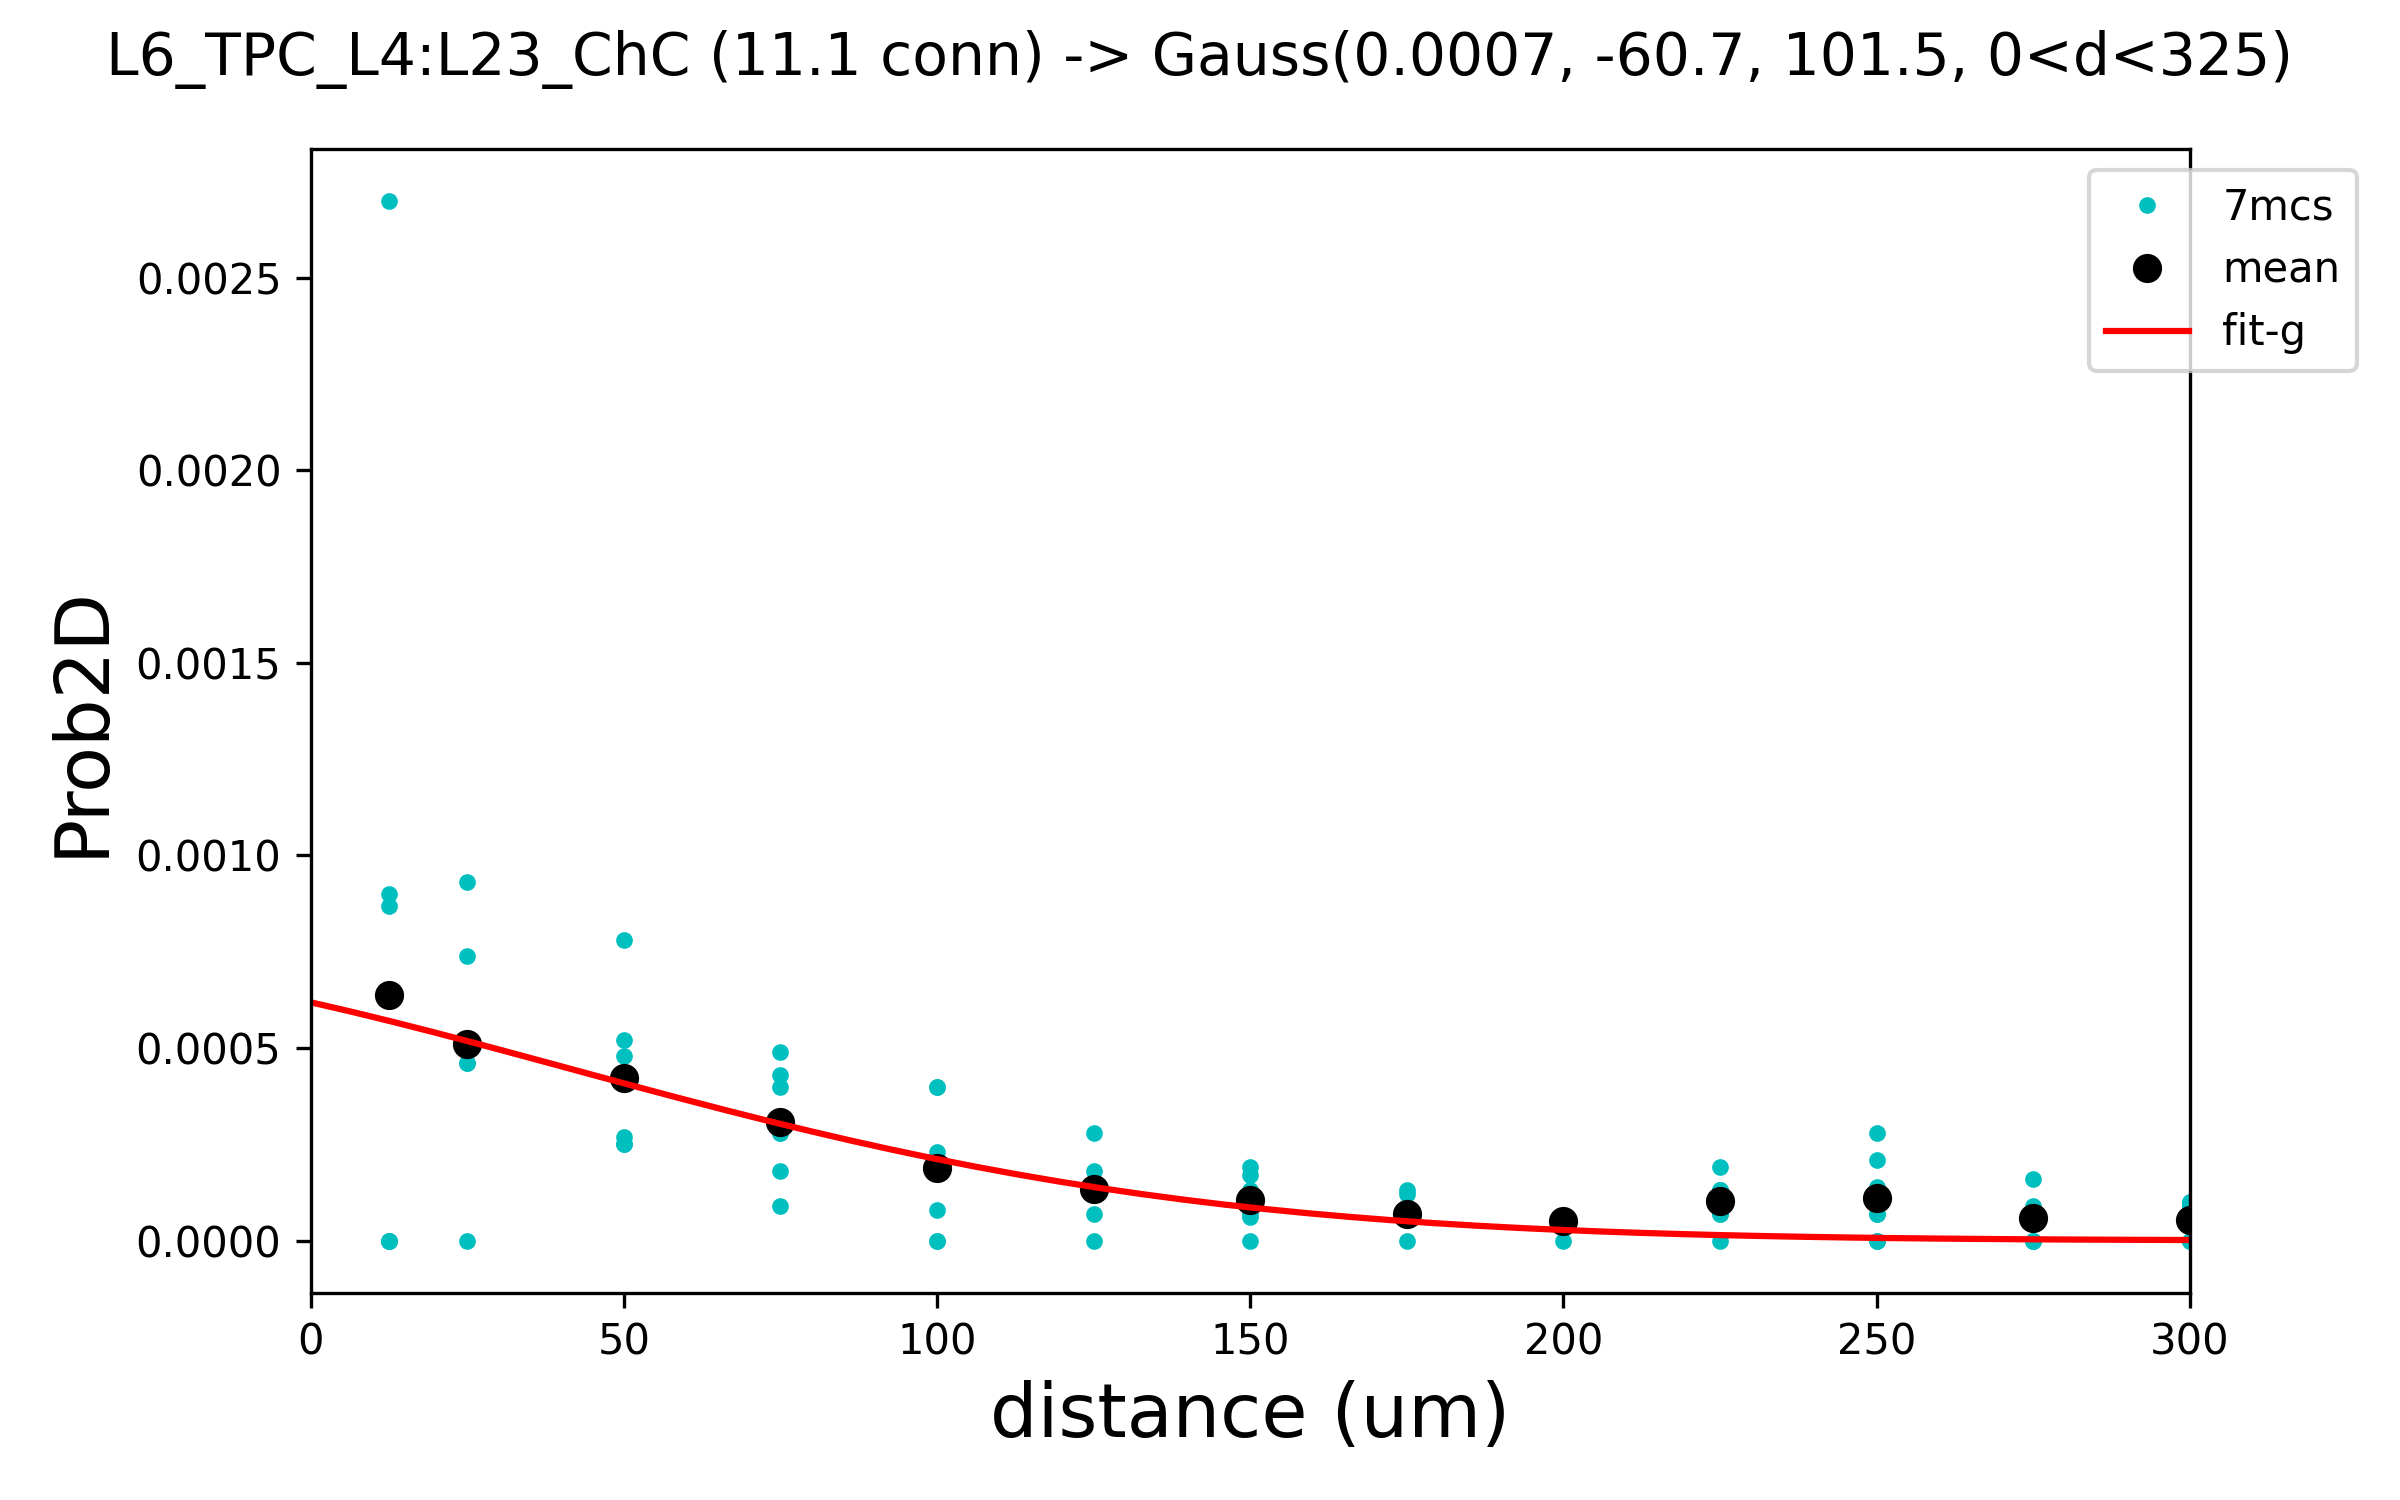 L6_TPC_L4:L23_ChC (11.1 conn) -> Gauss(0.0007, -60.7, 101.5, 0<d<325)
7mcs
mean
fit-g
Prob2D
0.0025
0.0020
0.0015
0.0010
0.0005
0.0000
0 50 100 150 200 250 300
distance (um)